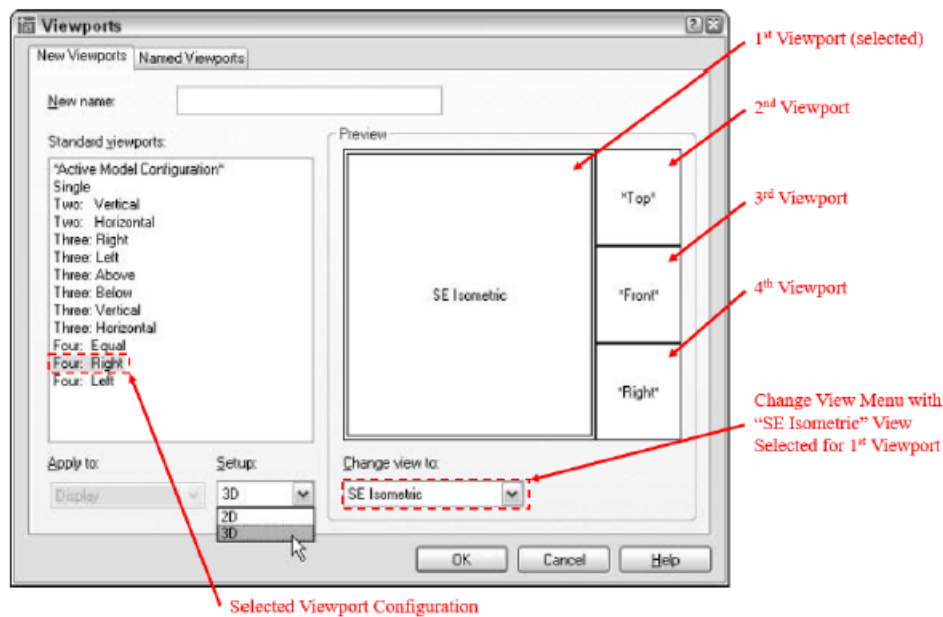 Viewports
New Viewports
Named Viewports
New name:
Standard viewports:
*Active Model Configuration*
Single
Two: Vertical
Two: Horizontal
Three: Right
Three: Left
Three: Above
Three: Below
Three: Vertical
Three: Horizontal
Four: Equal
Four: Right
Four: Left
Apply to:
Display
Setup:
3D
2D
3D
Preview
SE Isometric
*Top*
*Front*
*Right*
Change view to:
SE Isometric
OK
Cancel
Help
1st Viewport (selected)
2nd Viewport
3rd Viewport
4th Viewport
Change View Menu with
“SE Isometric” View
Selected for 1st Viewport
Selected Viewport Configuration